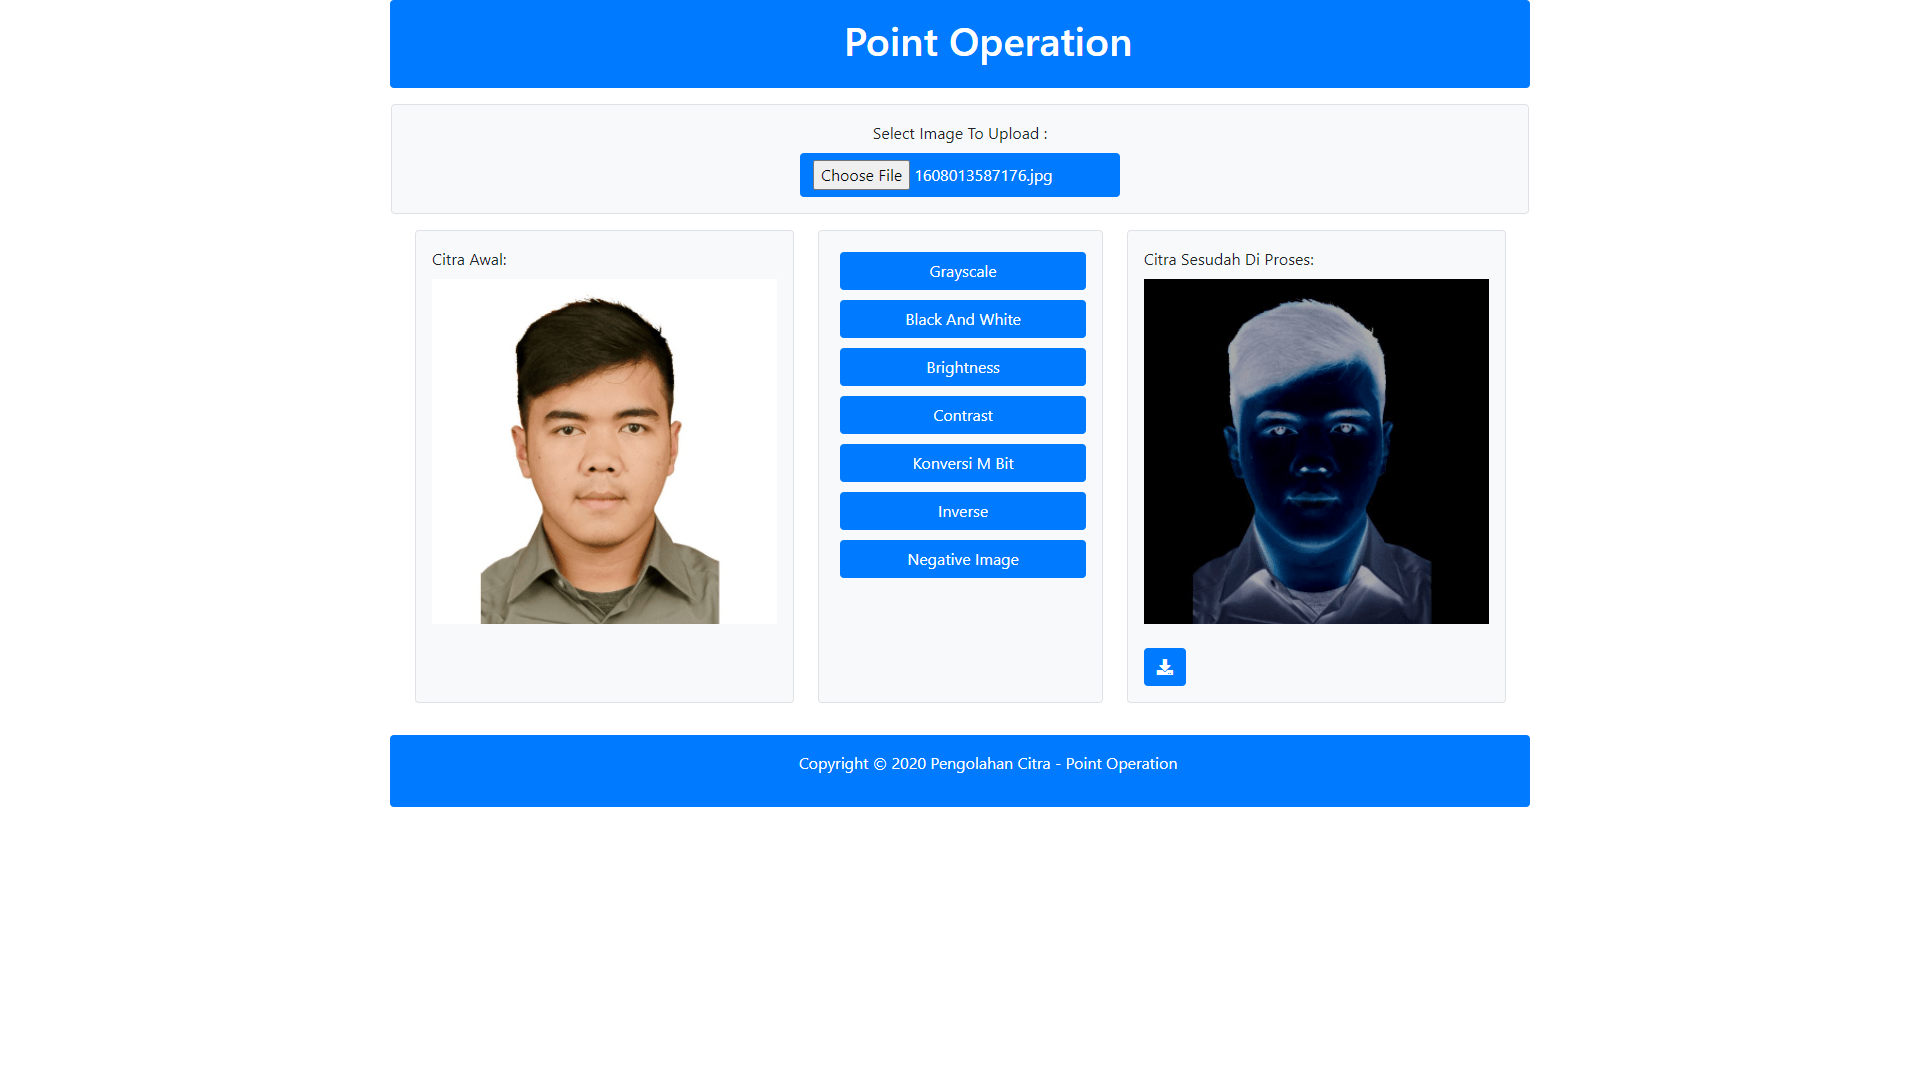 Point Operation
Select Image To Upload :
Choose File 1608013587176.jpg
Citra Awal:
Grayscale
Black And White
Brightness
Contrast
Konversi M Bit
Inverse
Negative Image
Citra Sesudah Di Proses:
Copyright © 2020 Pengolahan Citra - Point Operation